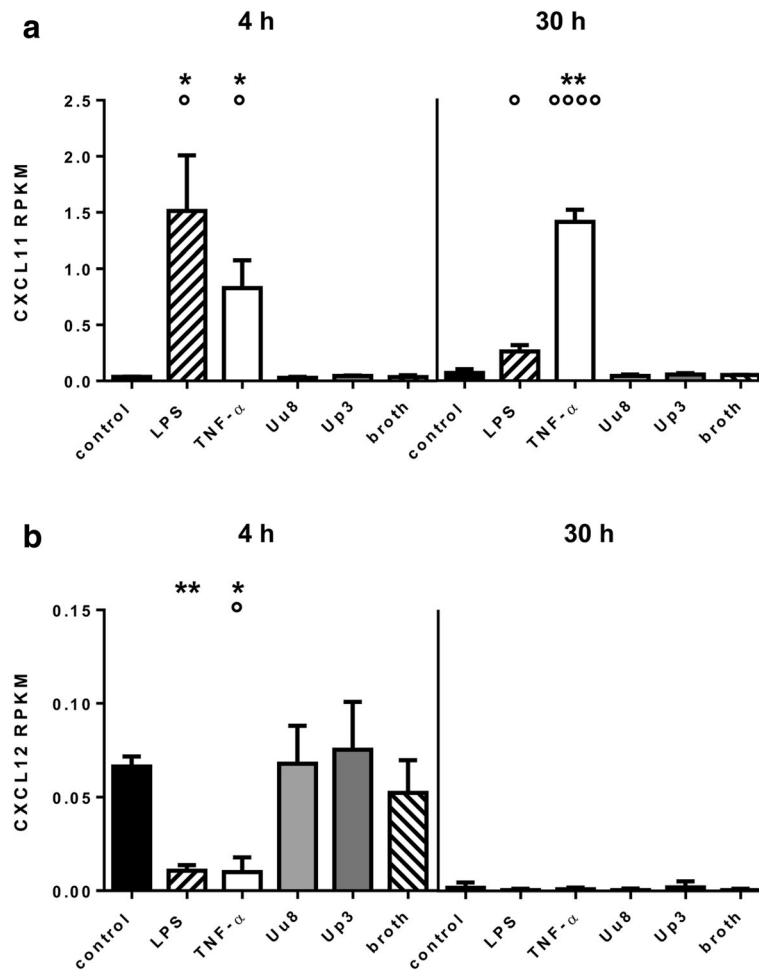 a
4 h
30 h
* * **
o o o oooo
2.5
2.0
1.5
1.0
0.5
0.0
CXCL11 RPKM
control LPS TNF-α Uu8 Up3 broth control LPS TNF-α Uu8 Up3 broth
b
4 h
30 h
** *
o
0.15
0.10
0.05
0.00
CXCL12 RPKM
control LPS TNF-α Uu8 Up3 broth control LPS TNF-α Uu8 Up3 broth